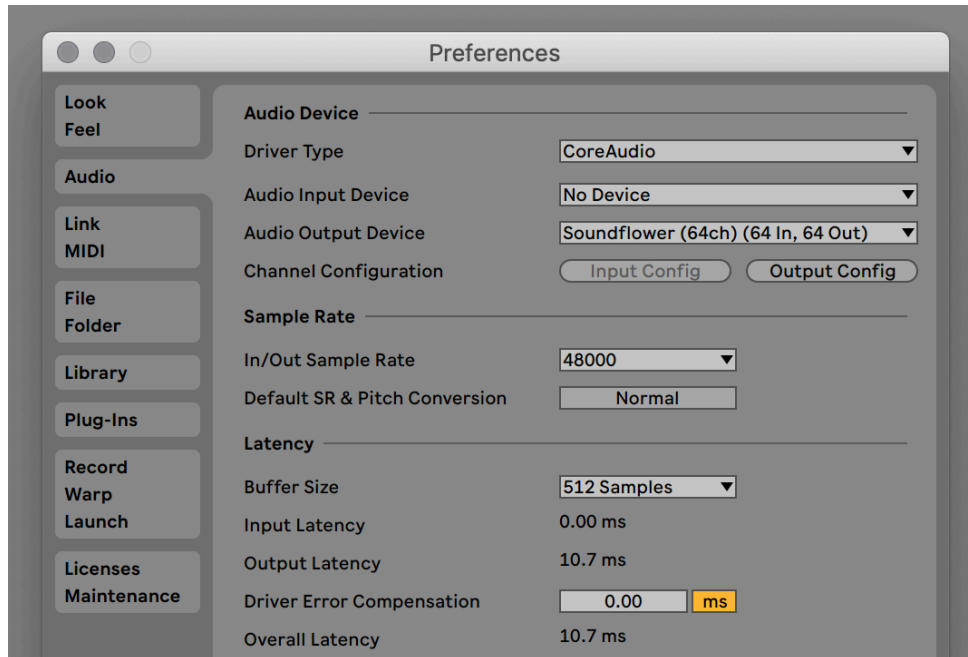 Preferences
Look
Feel
Audio
Link
MIDI
File
Folder
Library
Plug-Ins
Record
Warp
Launch
Licenses
Maintenance
Audio Device
Driver Type CoreAudio
Audio Input Device No Device
Audio Output Device Soundflower (64ch) (64 In, 64 Out)
Channel Configuration Input Config Output Config
Sample Rate
In/Out Sample Rate 48000
Default SR & Pitch Conversion Normal
Latency
Buffer Size 512 Samples
Input Latency 0.00 ms
Output Latency 10.7 ms
Driver Error Compensation 0.00 ms
Overall Latency 10.7 ms